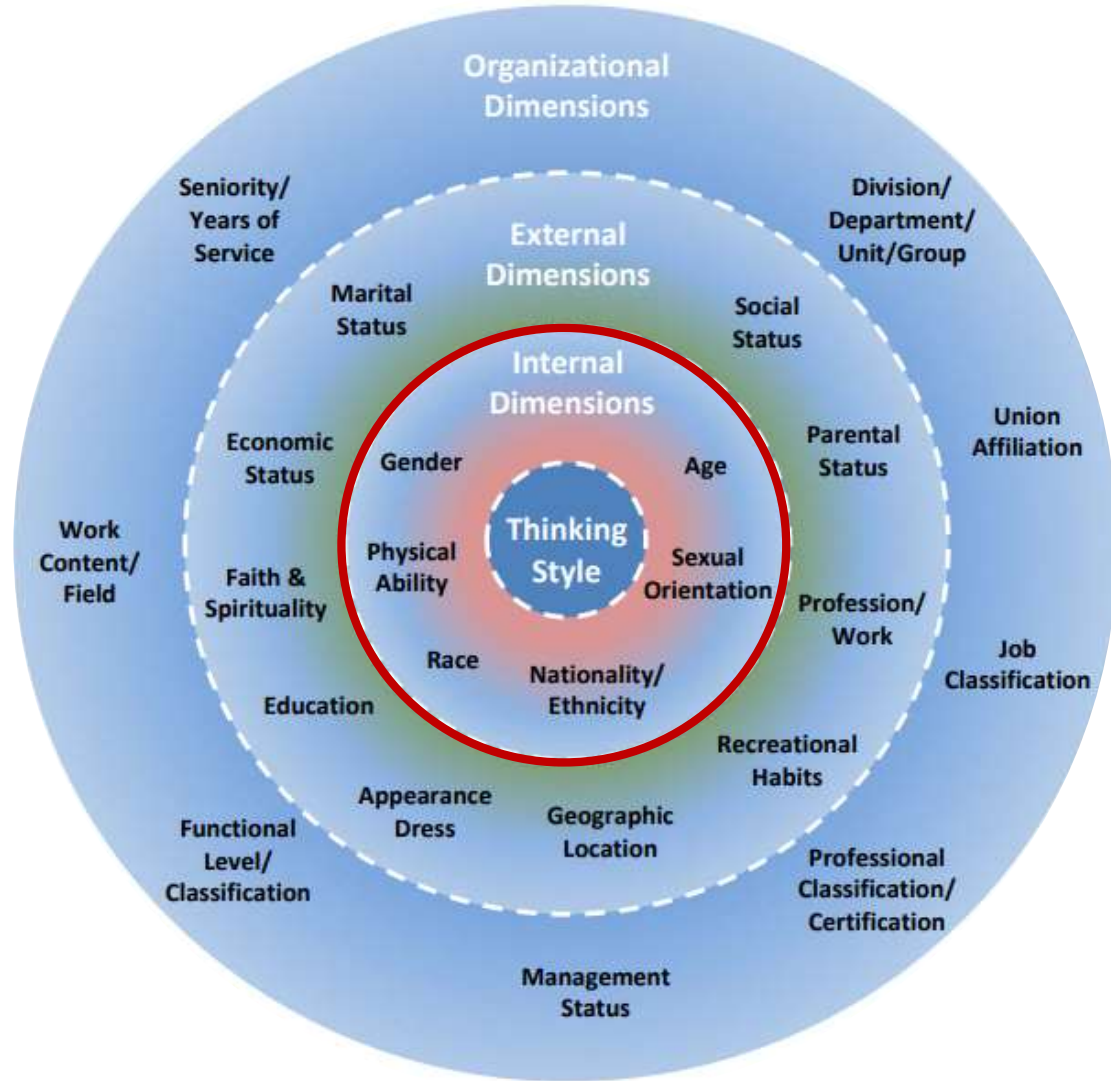 Organizational
Dimensions
Seniority/
Years of
Service
Division/
Department/
Unit/Group
External
Dimensions
Marital
Status
Social
Status
Internal
Dimensions
Union
Affiliation
Economic
Status
Parental
Status
Gender
Age
Thinking
Style
Work
Content/
Field
Physical
Ability
Sexual
Orientation
Faith &
Spirituality
Profession/
Work
Race
Nationality/
Ethnicity
Job
Classification
Education
Recreational
Habits
Appearance
Dress
Geographic
Location
Functional
Level/
Classification
Professional
Classification/
Certification
Management
Status